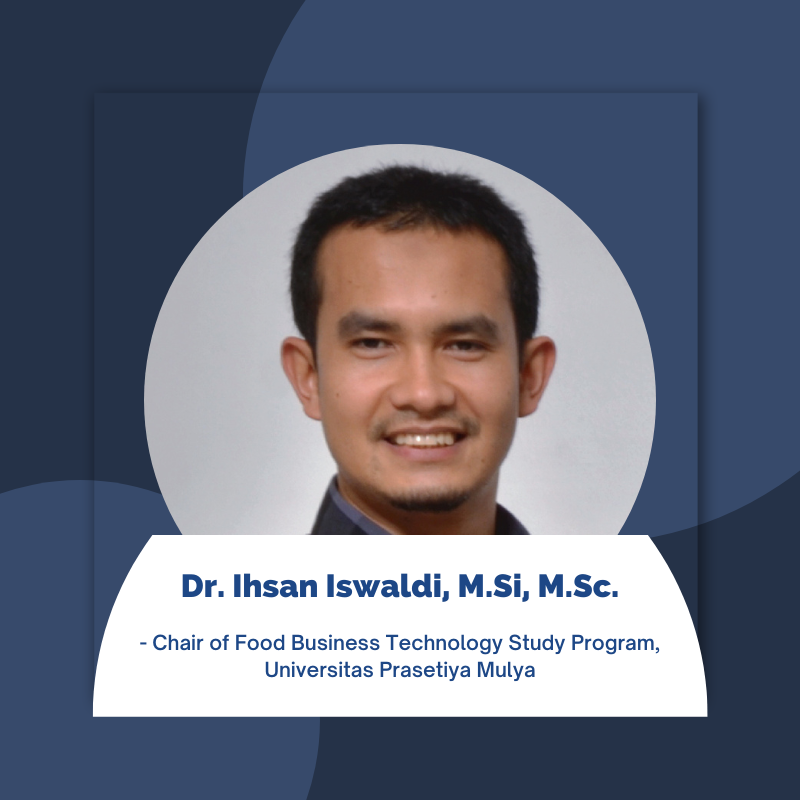 Dr. Ihsan Iswaldi, M.Si, M.Sc.
- Chair of Food Business Technology Study Program,
Universitas Prasetiya Mulya